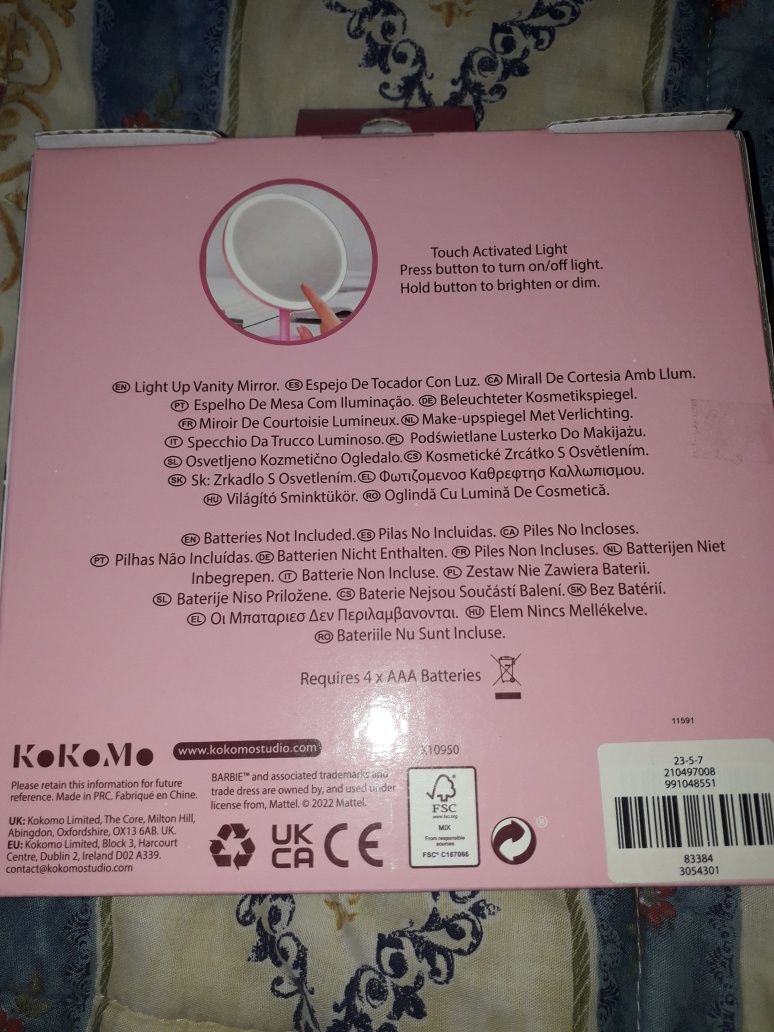 Touch Activated Light
Press button to turn on/off light.
Hold button to brighten or dim.
EN Light Up Vanity Mirror. ES Espejo De Tocador Con Luz. CA Mirall De Cortesia Amb Llum.
PT Espelho De Mesa Com Iluminação. DE Beleuchteter Kosmetikspiegel.
FR Miroir De Courtoisie Lumineux. NL Make-upspiegel Met Verlichting.
IT Specchio Da Trucco Luminoso. PL Podświetlane Lusterko Do Makijażu.
SL Osvetljeno Kozmetično Ogledalo. CS Kosmetické Zrcátko S Osvětlením.
SK Sk: Zrkadlo S Osvetlením. EL Φωτιζομενοσ Καθρεφτησ Καλλωπισμου.
HU Világító Sminktükör. RO Oglindă Cu Lumină De Cosmetică.
EN Batteries Not Included. ES Pilas No Incluidas. CA Piles No Incloses.
PT Pilhas Não Incluídas. DE Batterien Nicht Enthalten. FR Piles Non Incluses. NL Batterijen Niet
Inbegrepen. IT Batterie Non Incluse. PL Zestaw Nie Zawiera Baterii.
SL Baterije Niso Priložene. CS Baterie Nejsou Součástí Balení. SK Bez Batérií.
EL Οι Μπαταριεσ Δεν Περιλαμβανονται. HU Elem Nincs Mellékelve.
RO Bateriile Nu Sunt Incluse.
Requires 4 x AAA Batteries
KoKoMo
www.kokomostudio.com
X10950
11591
Please retain this information for future
reference. Made in PRC. Fabriqué en Chine.
UK: Kokomo Limited, The Core, Milton Hill,
Abingdon, Oxfordshire, OX13 6AB. UK.
EU: Kokomo Limited, Block 3, Harcourt
Centre, Dublin 2, Ireland D02 A339.
contact@kokomostudio.com
BARBIE™ and associated trademarks and
trade dress are owned by, and used under
license from, Mattel. © 2022 Mattel.
UK
CA
CE
FSC
www.fsc.org
MIX
From responsible
sources
FSC® C167066
®
23-5-7
210497008
991048551
83384
3054301